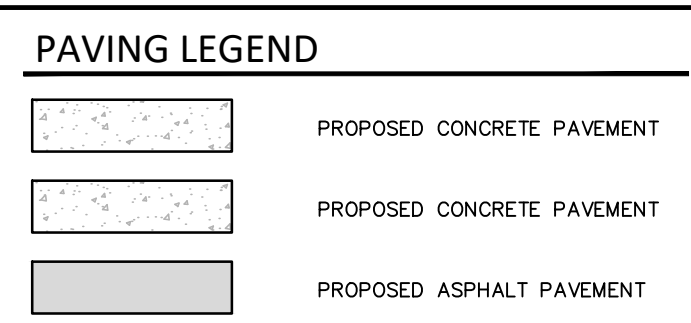 PAVING LEGEND
PROPOSED CONCRETE PAVEMENT
PROPOSED CONCRETE PAVEMENT
PROPOSED ASPHALT PAVEMENT